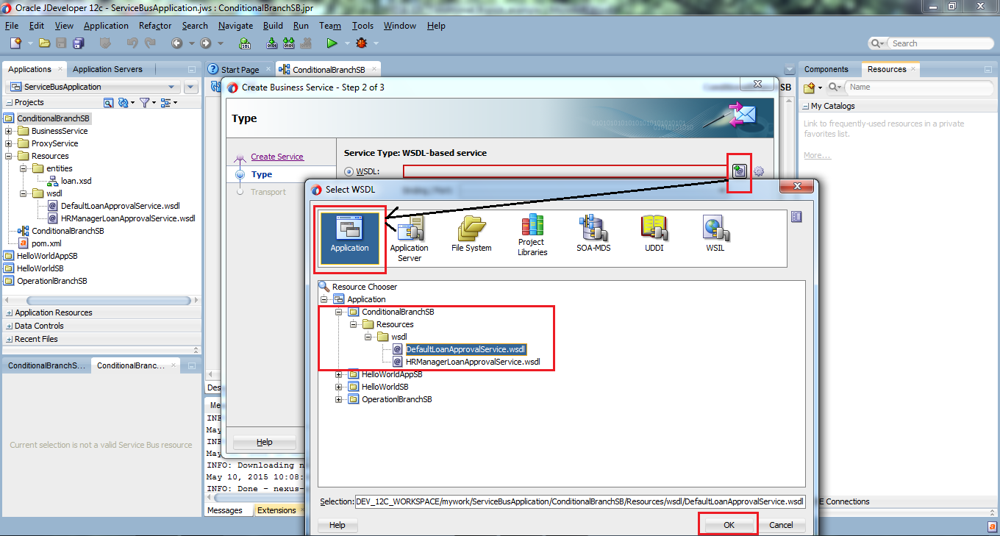 Oracle JDeveloper 12c - ServiceBusApplication.jws : ConditionalBranchSB.jpr
File Edit View Application Refactor Search Navigate Build Run Team Tools Window Help
Search
Applications
Application Servers
ServiceBusApplication
Projects
ConditionalBranchSB
BusinessService
ProxyService
Resources
entities
loan.xsd
wsdl
DefaultLoanApprovalService.wsdl
HRManagerLoanApprovalService.wsdl
ConditionalBranchSB
pom.xml
HelloWorldAppSB
HelloWorldSB
OperationlBranchSB
Application Resources
Data Controls
Recent Files
ConditionalBranchS...
ConditionalBranc...
Current selection is not a valid Service Bus resource
Start Page
ConditionalBranchSB
SB
Des
Me
INF
May
INF
May
INFO: Downloading n
May 10, 2015 10:08:
INFO: Done - nexus-
Messages
Extensions
Create Business Service - Step 2 of 3
Type
Create Service
Type
Transport
Service Type: WSDL-based service
WSDL:
Help
Select WSDL
Application
Application Server
File System
Project Libraries
SOA-MDS
UDDI
WSIL
Resource Chooser
Application
ConditionalBranchSB
Resources
wsdl
DefaultLoanApprovalService.wsdl
HRManagerLoanApprovalService.wsdl
HelloWorldAppSB
HelloWorldSB
OperationlBranchSB
Selection: DEV_12C_WORKSPACE/mywork/ServiceBusApplication/ConditionalBranchSB/Resources/wsdl/DefaultLoanApprovalService.wsdl
Help
OK
Cancel
Components
Resources
Name
My Catalogs
Link to frequently-used resources in a private
favorites list.
More...
E Connections